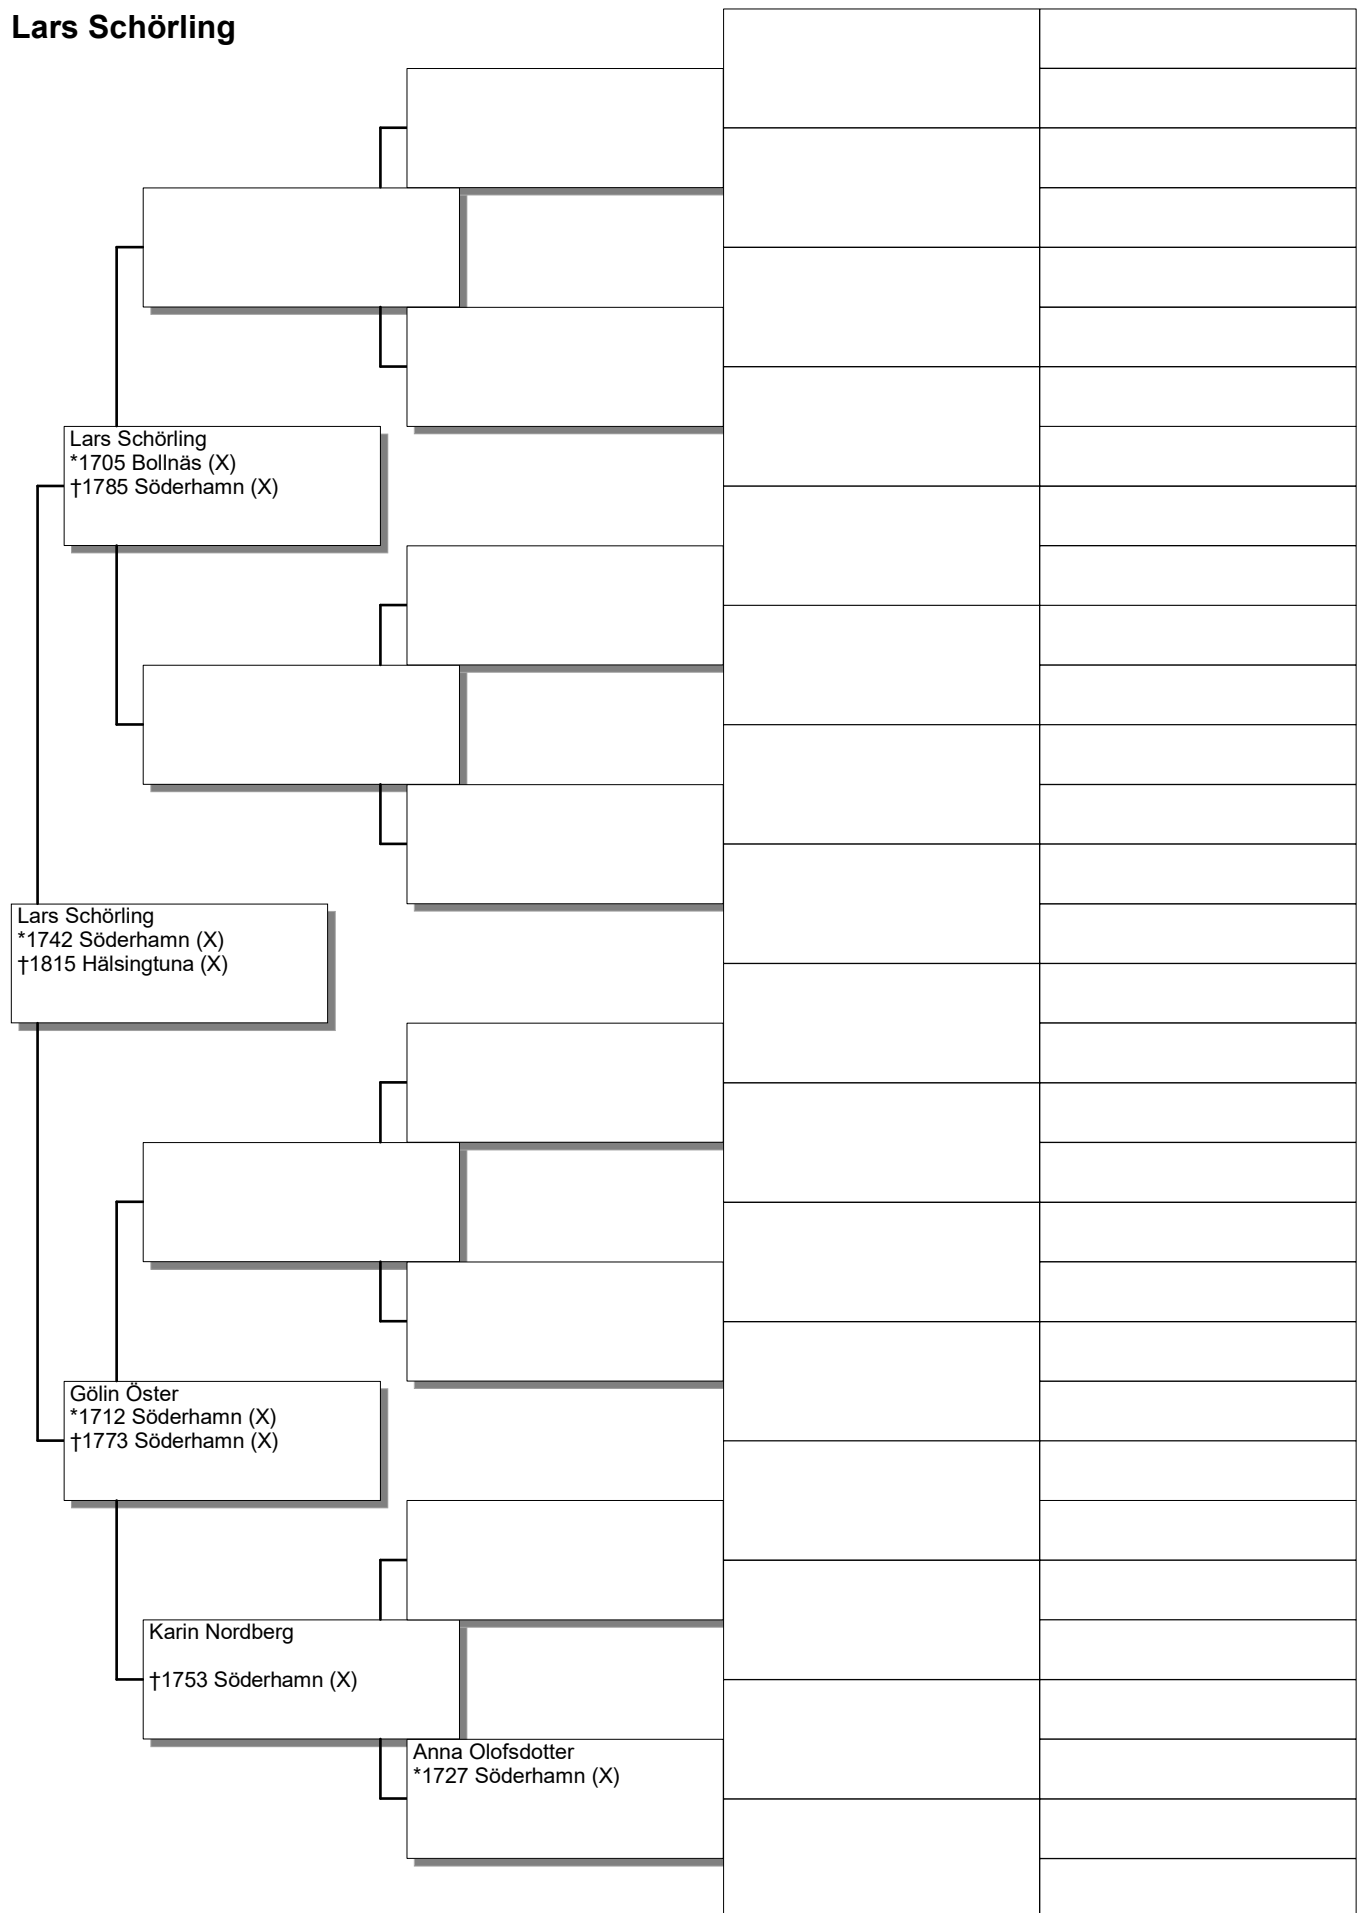 Lars Schörling
Lars Schörling
*1705 Bollnäs (X)
†1785 Söderhamn (X)
Lars Schörling
*1742 Söderhamn (X)
†1815 Hälsingtuna (X)
Gölin Öster
*1712 Söderhamn (X)
†1773 Söderhamn (X)
Karin Nordberg
†1753 Söderhamn (X)
Anna Olofsdotter
*1727 Söderhamn (X)